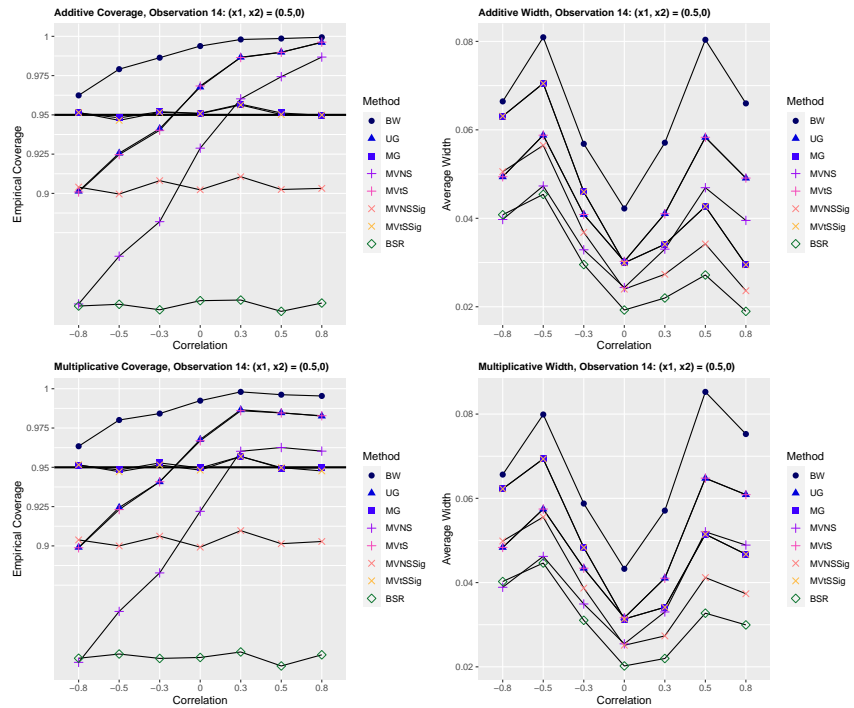 Additive Coverage, Observation 14: (x1, x2) = (0.5,0)
Empirical Coverage
1
0.975
0.95
0.925
0.9
−0.8
−0.5
−0.3
0
0.3
0.5
0.8
Correlation
Method
BW
UG
MG
MVNS
MVtS
MVNSSig
MVtSSig
BSR
Additive Width, Observation 14: (x1, x2) = (0.5,0)
Average Width
0.08
0.06
0.04
0.02
−0.8
−0.5
−0.3
0
0.3
0.5
0.8
Correlation
Method
BW
UG
MG
MVNS
MVtS
MVNSSig
MVtSSig
BSR
Multiplicative Coverage, Observation 14: (x1, x2) = (0.5,0)
Empirical Coverage
1
0.975
0.95
0.925
0.9
−0.8
−0.5
−0.3
0
0.3
0.5
0.8
Correlation
Method
BW
UG
MG
MVNS
MVtS
MVNSSig
MVtSSig
BSR
Multiplicative Width, Observation 14: (x1, x2) = (0.5,0)
Average Width
0.08
0.06
0.04
0.02
−0.8
−0.5
−0.3
0
0.3
0.5
0.8
Correlation
Method
BW
UG
MG
MVNS
MVtS
MVNSSig
MVtSSig
BSR